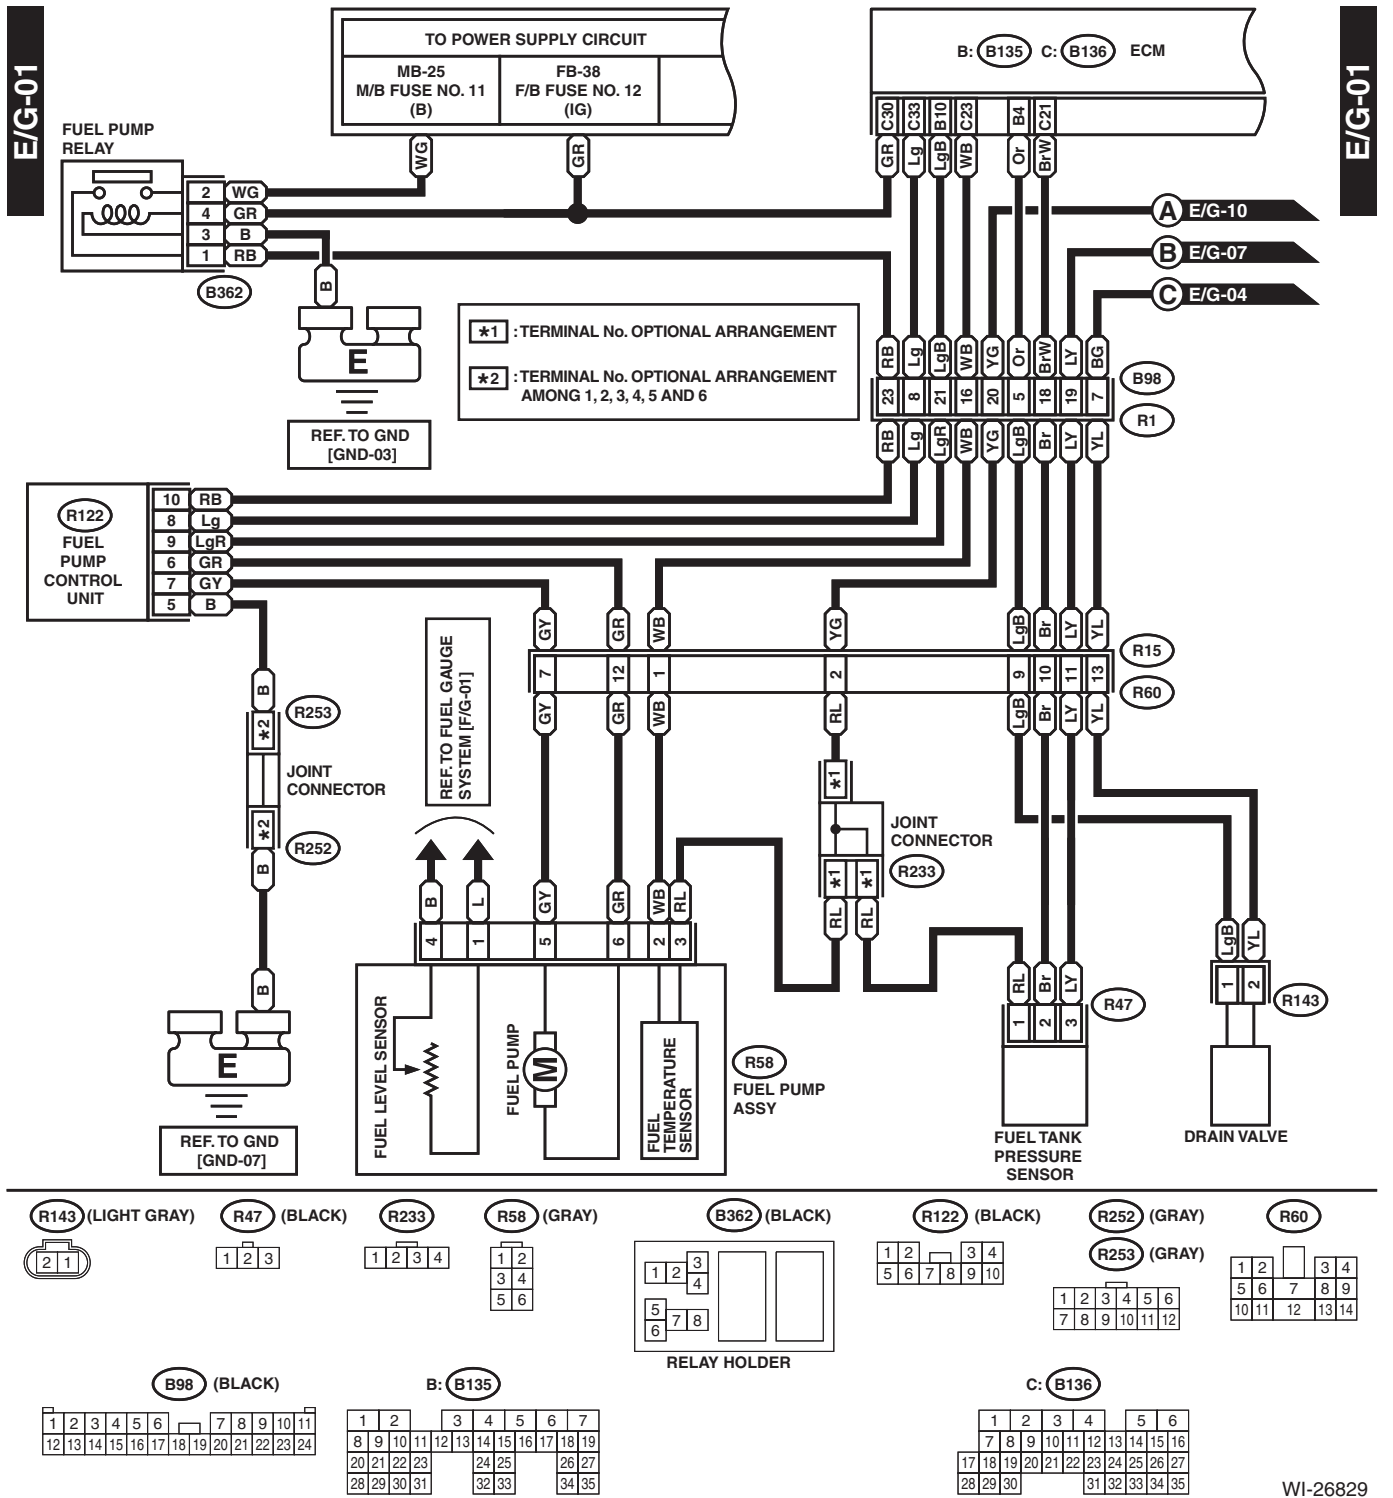 E/G-01
E/G-01
TO POWER SUPPLY CIRCUIT
MB-25
M/B FUSE NO. 11
(B)
FB-38
F/B FUSE NO. 12
(IG)
B: B135 C: B136 ECM
C30 C33 B10 C23 B4 C21
WG
GR
GR Lg LgB WB Or BrW
FUEL PUMP
RELAY
2 WG
4 GR
3 B
1 RB
B362
B
E
REF. TO GND
[GND-03]
A E/G-10
B E/G-07
C E/G-04
*1 : TERMINAL No. OPTIONAL ARRANGEMENT
*2 : TERMINAL No. OPTIONAL ARRANGEMENT
AMONG 1, 2, 3, 4, 5 AND 6
RB Lg LgB WB YG Or BrW LY BG
23 8 21 16 20 5 18 19 7
B98
R1
RB Lg LgR WB YG LgB Br LY YL
R122
FUEL
PUMP
CONTROL
UNIT
10 RB
8 Lg
9 LgR
6 GR
7 GY
5 B
GY GR WB YG LgB Br LY YL
R15
7 12 1 2 9 10 11 13
R60
GY GR WB RL LgB Br LY YL
REF. TO FUEL GAUGE
SYSTEM [F/G-01]
B
R253
*2
JOINT
CONNECTOR
*2
R252
B
B
E
REF. TO GND
[GND-07]
*1
JOINT
CONNECTOR
R233
*1 *1
RL RL
B L GY GR WB RL
4 1 5 6 2 3
FUEL LEVEL SENSOR
FUEL PUMP
M
FUEL
TEMPERATURE
SENSOR
R58
FUEL PUMP
ASSY
RL Br LY
1 2 3
R47
FUEL TANK
PRESSURE
SENSOR
LgB YL
1 2
R143
DRAIN VALVE
R143 (LIGHT GRAY)
2 1
R47 (BLACK)
1 2 3
R233
1 2 3 4
R58 (GRAY)
1 2
3 4
5 6
B362 (BLACK)
1 2 3
4
5 7 8
6
RELAY HOLDER
R122 (BLACK)
1 2 3 4
5 6 7 8 9 10
R252 (GRAY)
R253 (GRAY)
1 2 3 4 5 6
7 8 9 10 11 12
R60
1 2 3 4
5 6 7 8 9
10 11 12 13 14
B98 (BLACK)
1 2 3 4 5 6 7 8 9 10 11
12 13 14 15 16 17 18 19 20 21 22 23 24
B: B135
1 2 3 4 5 6 7
8 9 10 11 12 13 14 15 16 17 18 19
20 21 22 23 24 25 26 27
28 29 30 31 32 33 34 35
C: B136
1 2 3 4 5 6
7 8 9 10 11 12 13 14 15 16
17 18 19 20 21 22 23 24 25 26 27
28 29 30 31 32 33 34 35
WI-26829